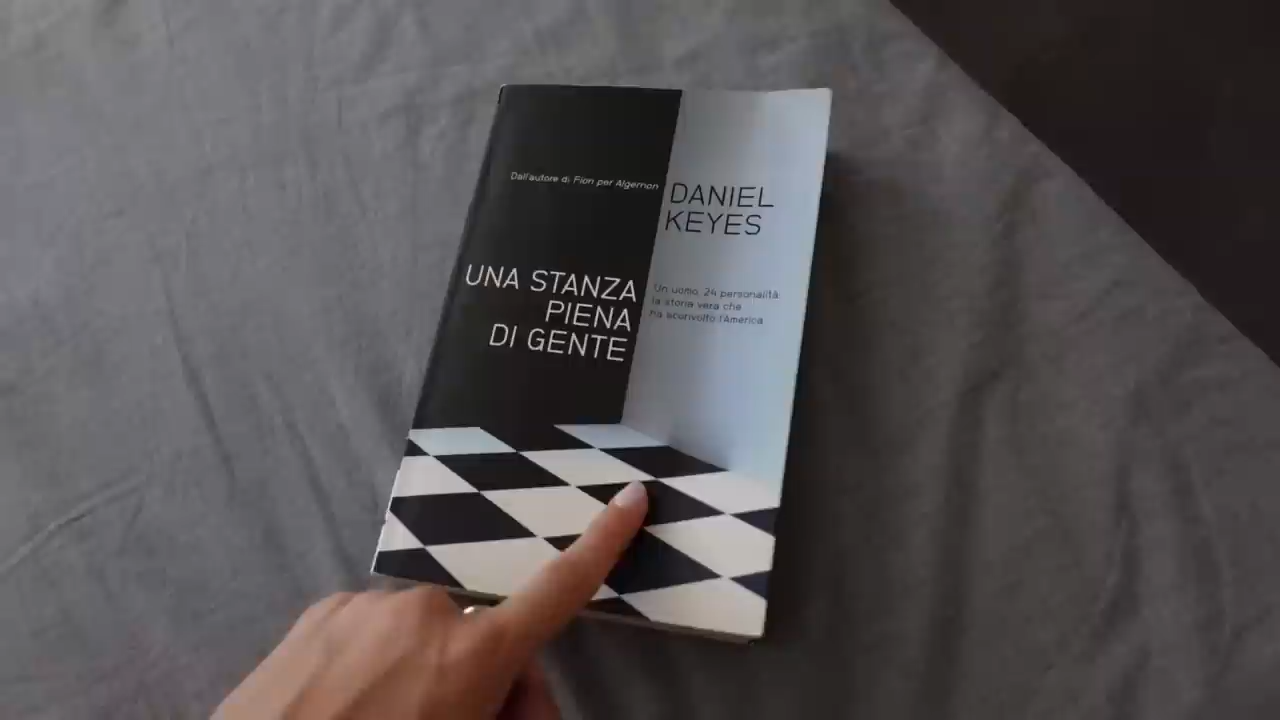 Dall'autore di Fiori per Algernon
DANIEL
KEYES
UNA STANZA
PIENA
DI GENTE
Un uomo, 24 personalità:
la storia vera che
ha sconvolto l'America